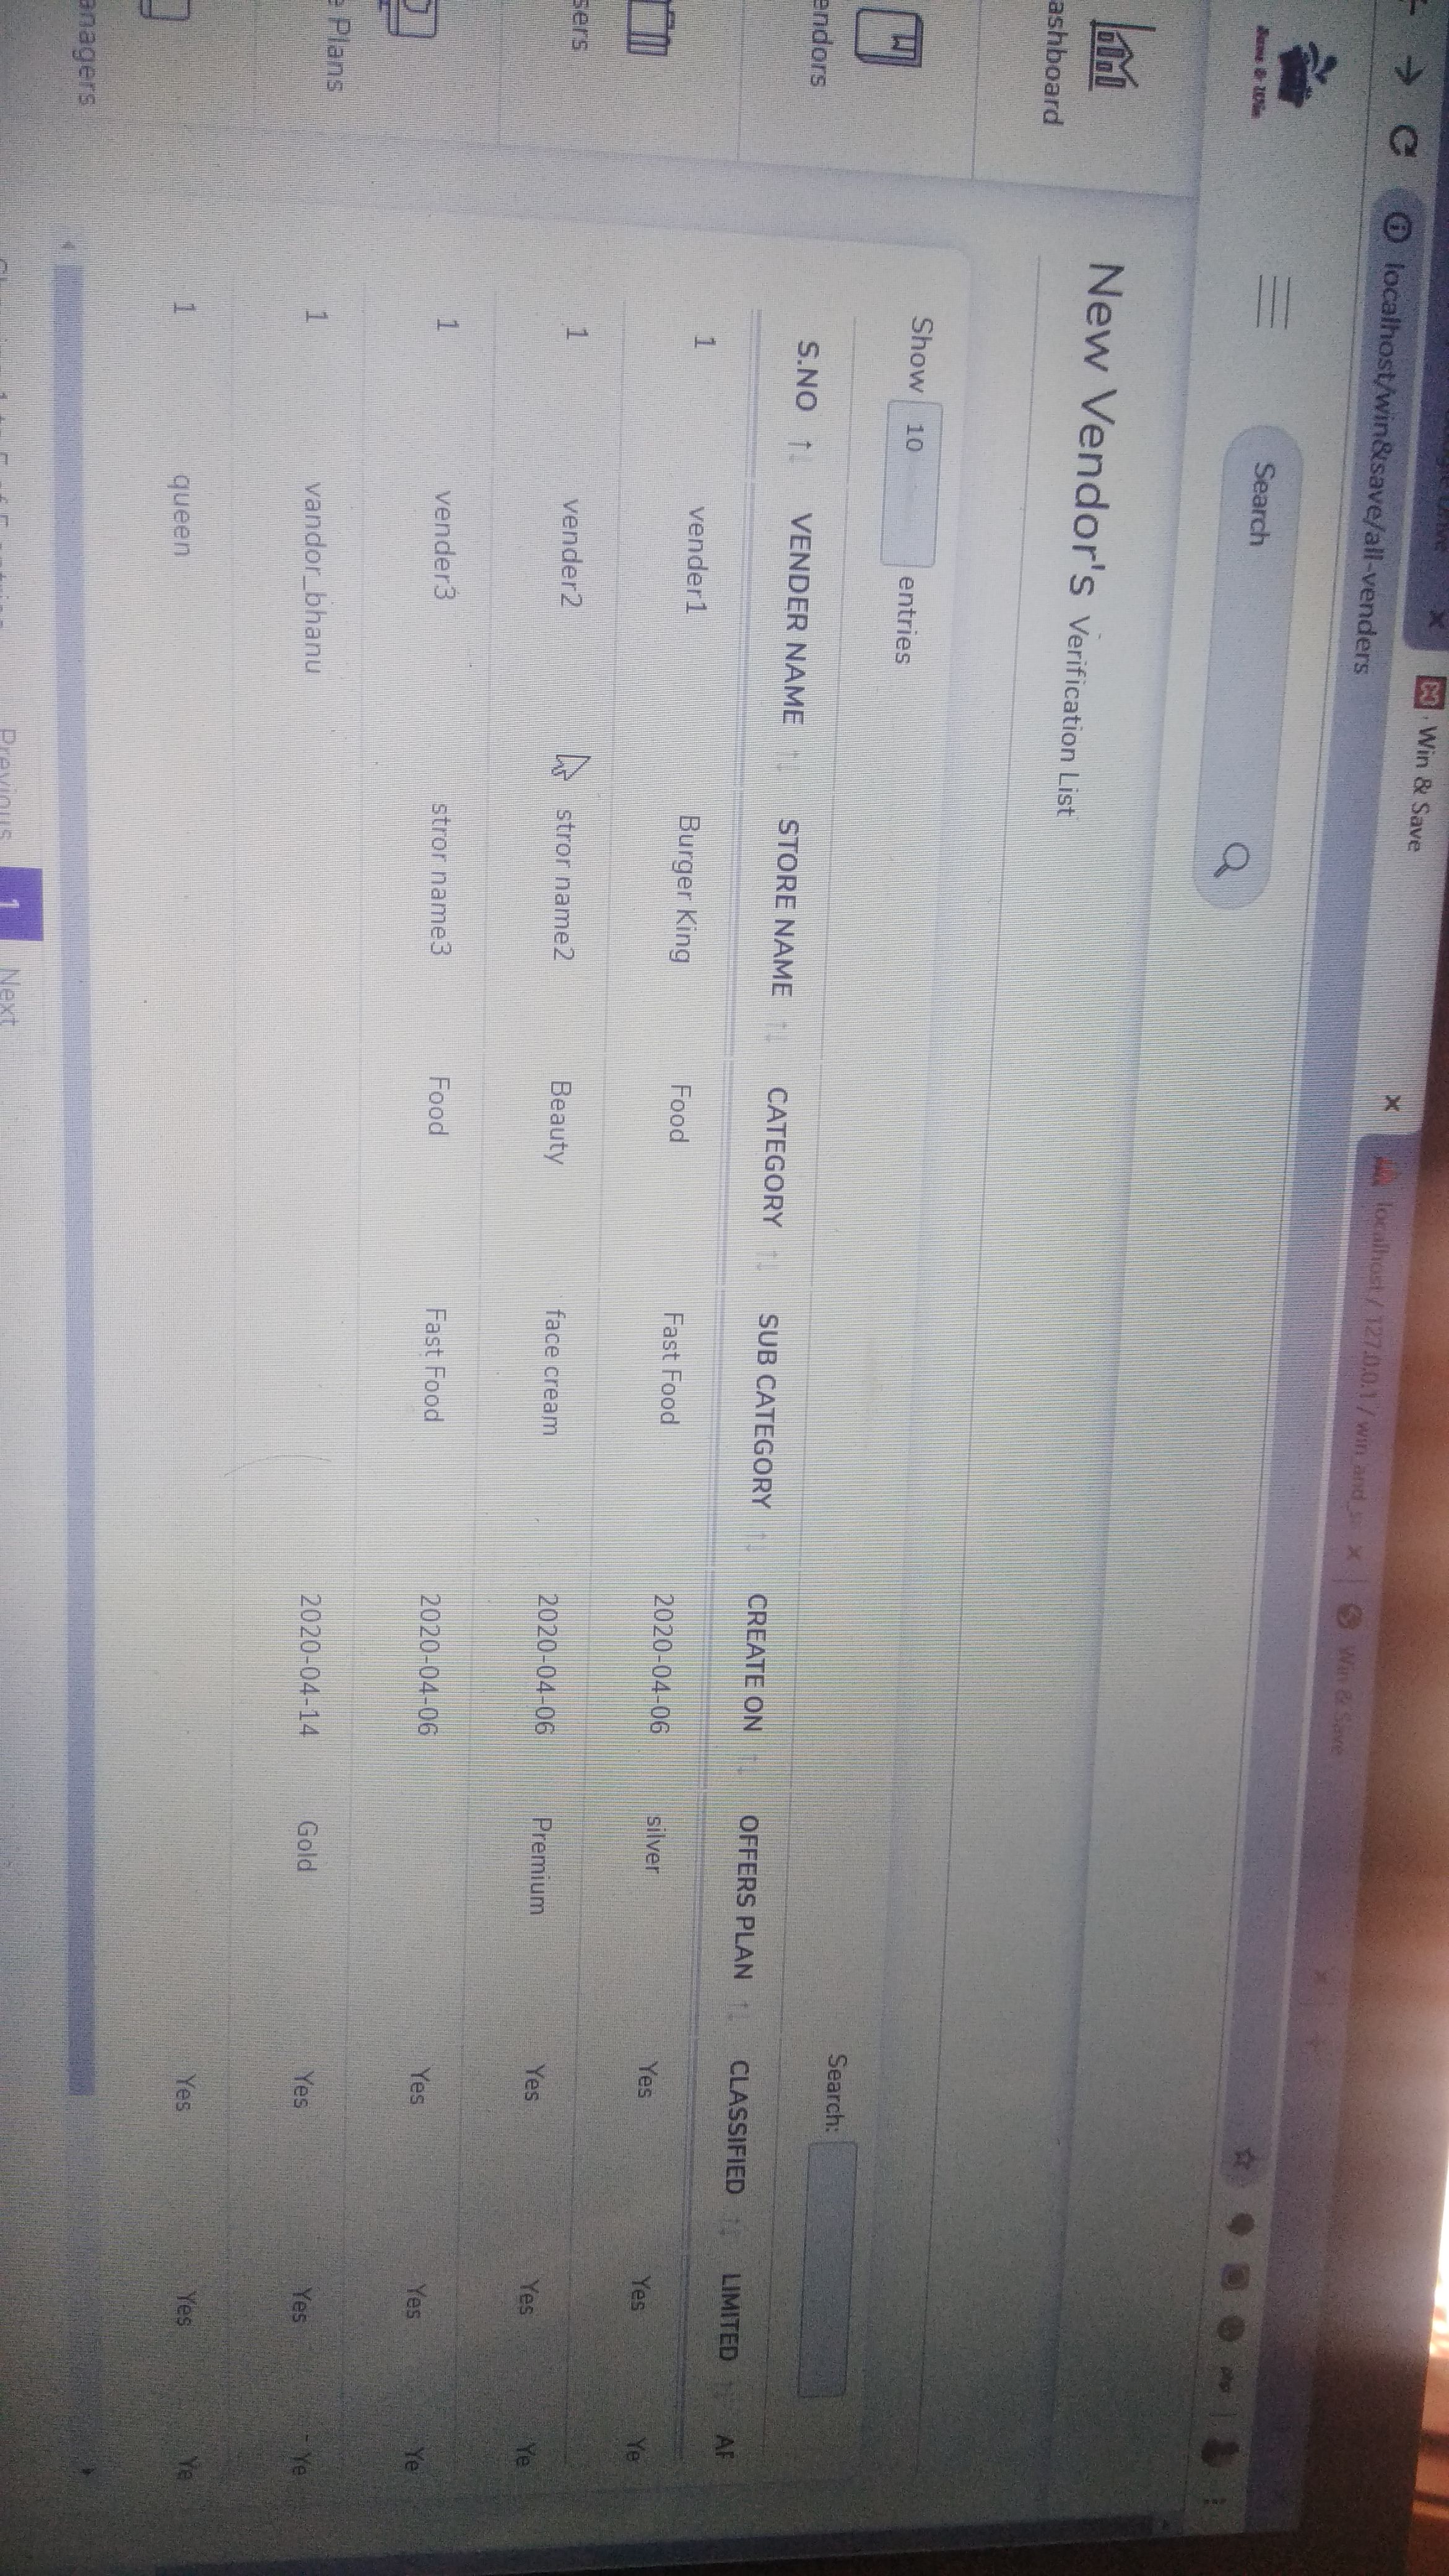 Win & Save
localhost / 127.0.0.1 / win_and_s
Win & Save
localhost/win&save/all-venders
Save & Win
Search
ashboard
endors
sers
e Plans
anagers
New Vendor's Verification List
Show 10 entries
Search:
S.NO VENDER NAME STORE NAME CATEGORY SUB CATEGORY CREATE ON OFFERS PLAN CLASSIFIED LIMITED AF
1 vender1 Burger King Food Fast Food 2020-04-06 silver Yes Yes Ye
1 vender2 stror name2 Beauty face cream 2020-04-06 Premium Yes Yes Ye
1 vender3 stror name3 Food Fast Food 2020-04-06 Yes Yes Ye
1 vandor_bhanu 2020-04-14 Gold Yes Yes - Ye
1 queen Yes Yes Ye
Previous 1 Next